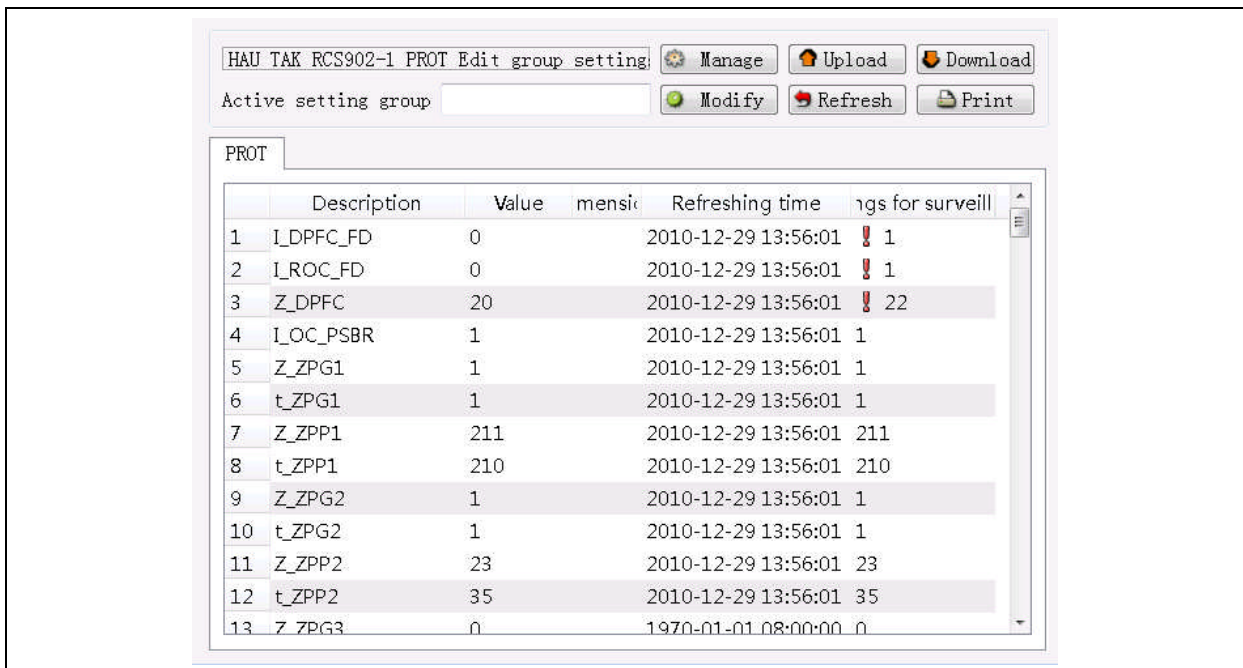 HAU TAK RCS902-1 PROT Edit group setting Manage Upload Download
Active setting group Modify Refresh Print
PROT
Description Value mensi Refreshing time ngs for surveill
1 I_DPFC_FD 0 2010-12-29 13:56:01 1
2 I_ROC_FD 0 2010-12-29 13:56:01 1
3 Z_DPFC 20 2010-12-29 13:56:01 22
4 I_OC_PSBR 1 2010-12-29 13:56:01 1
5 Z_ZPG1 1 2010-12-29 13:56:01 1
6 t_ZPG1 1 2010-12-29 13:56:01 1
7 Z_ZPP1 211 2010-12-29 13:56:01 211
8 t_ZPP1 210 2010-12-29 13:56:01 210
9 Z_ZPG2 1 2010-12-29 13:56:01 1
10 t_ZPG2 1 2010-12-29 13:56:01 1
11 Z_ZPP2 23 2010-12-29 13:56:01 23
12 t_ZPP2 35 2010-12-29 13:56:01 35
13 Z_ZPG3 0 1970-01-01 08:00:00 0